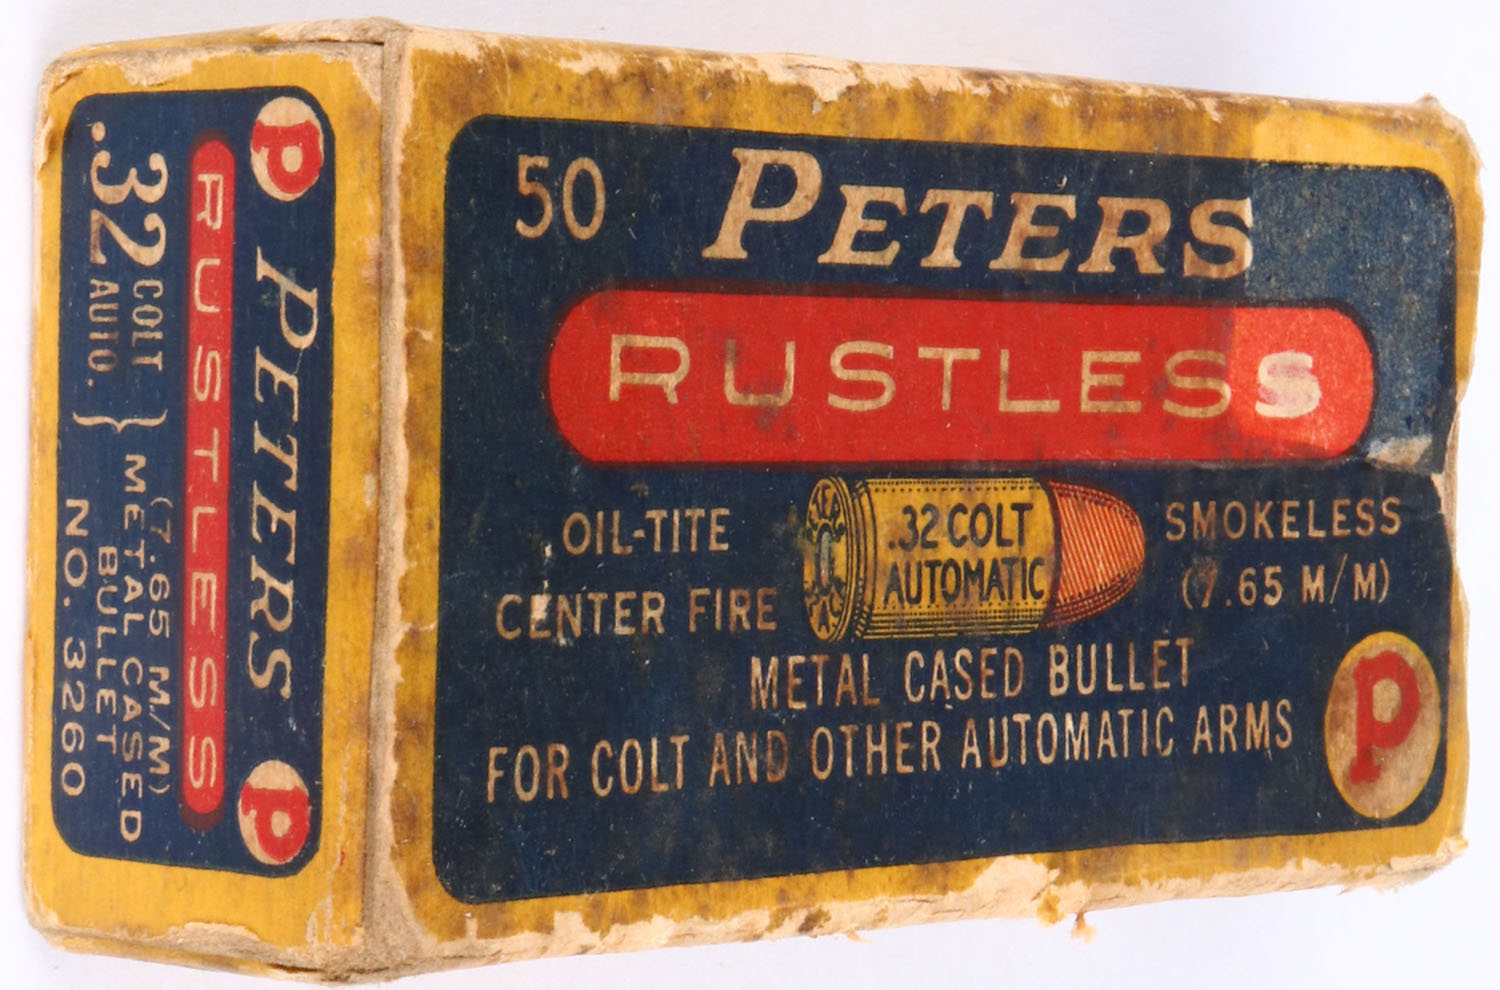 50 PETERS
RUSTLESS
OIL-TITE
CENTER FIRE
.32 COLT
AUTOMATIC
SMOKELESS
(7.65 M/M)
METAL CASED BULLET
FOR COLT AND OTHER AUTOMATIC ARMS
P
P PETERS P
RUSTLESS
32 COLT
.32 AUTO. }
(7.65 M/M)
METAL CASED
BULLET
NO. 3260